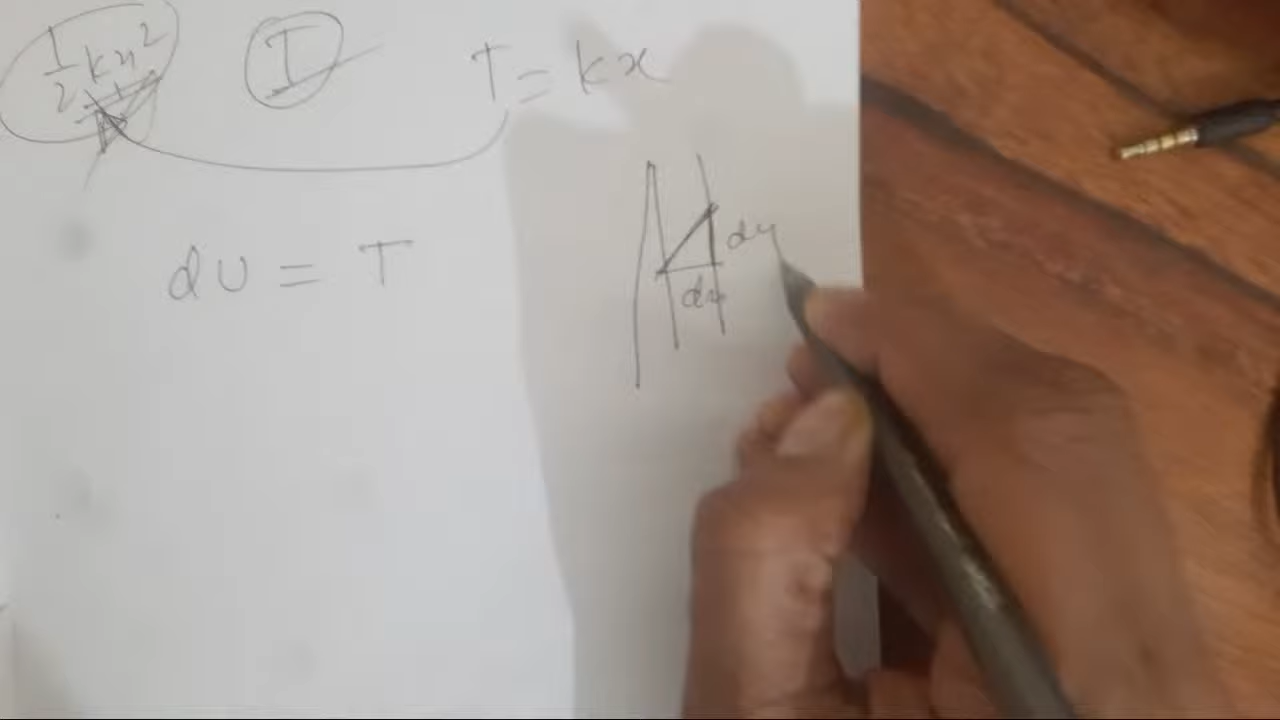 1/2 kx² T T = kx
dU = T
dy
dx